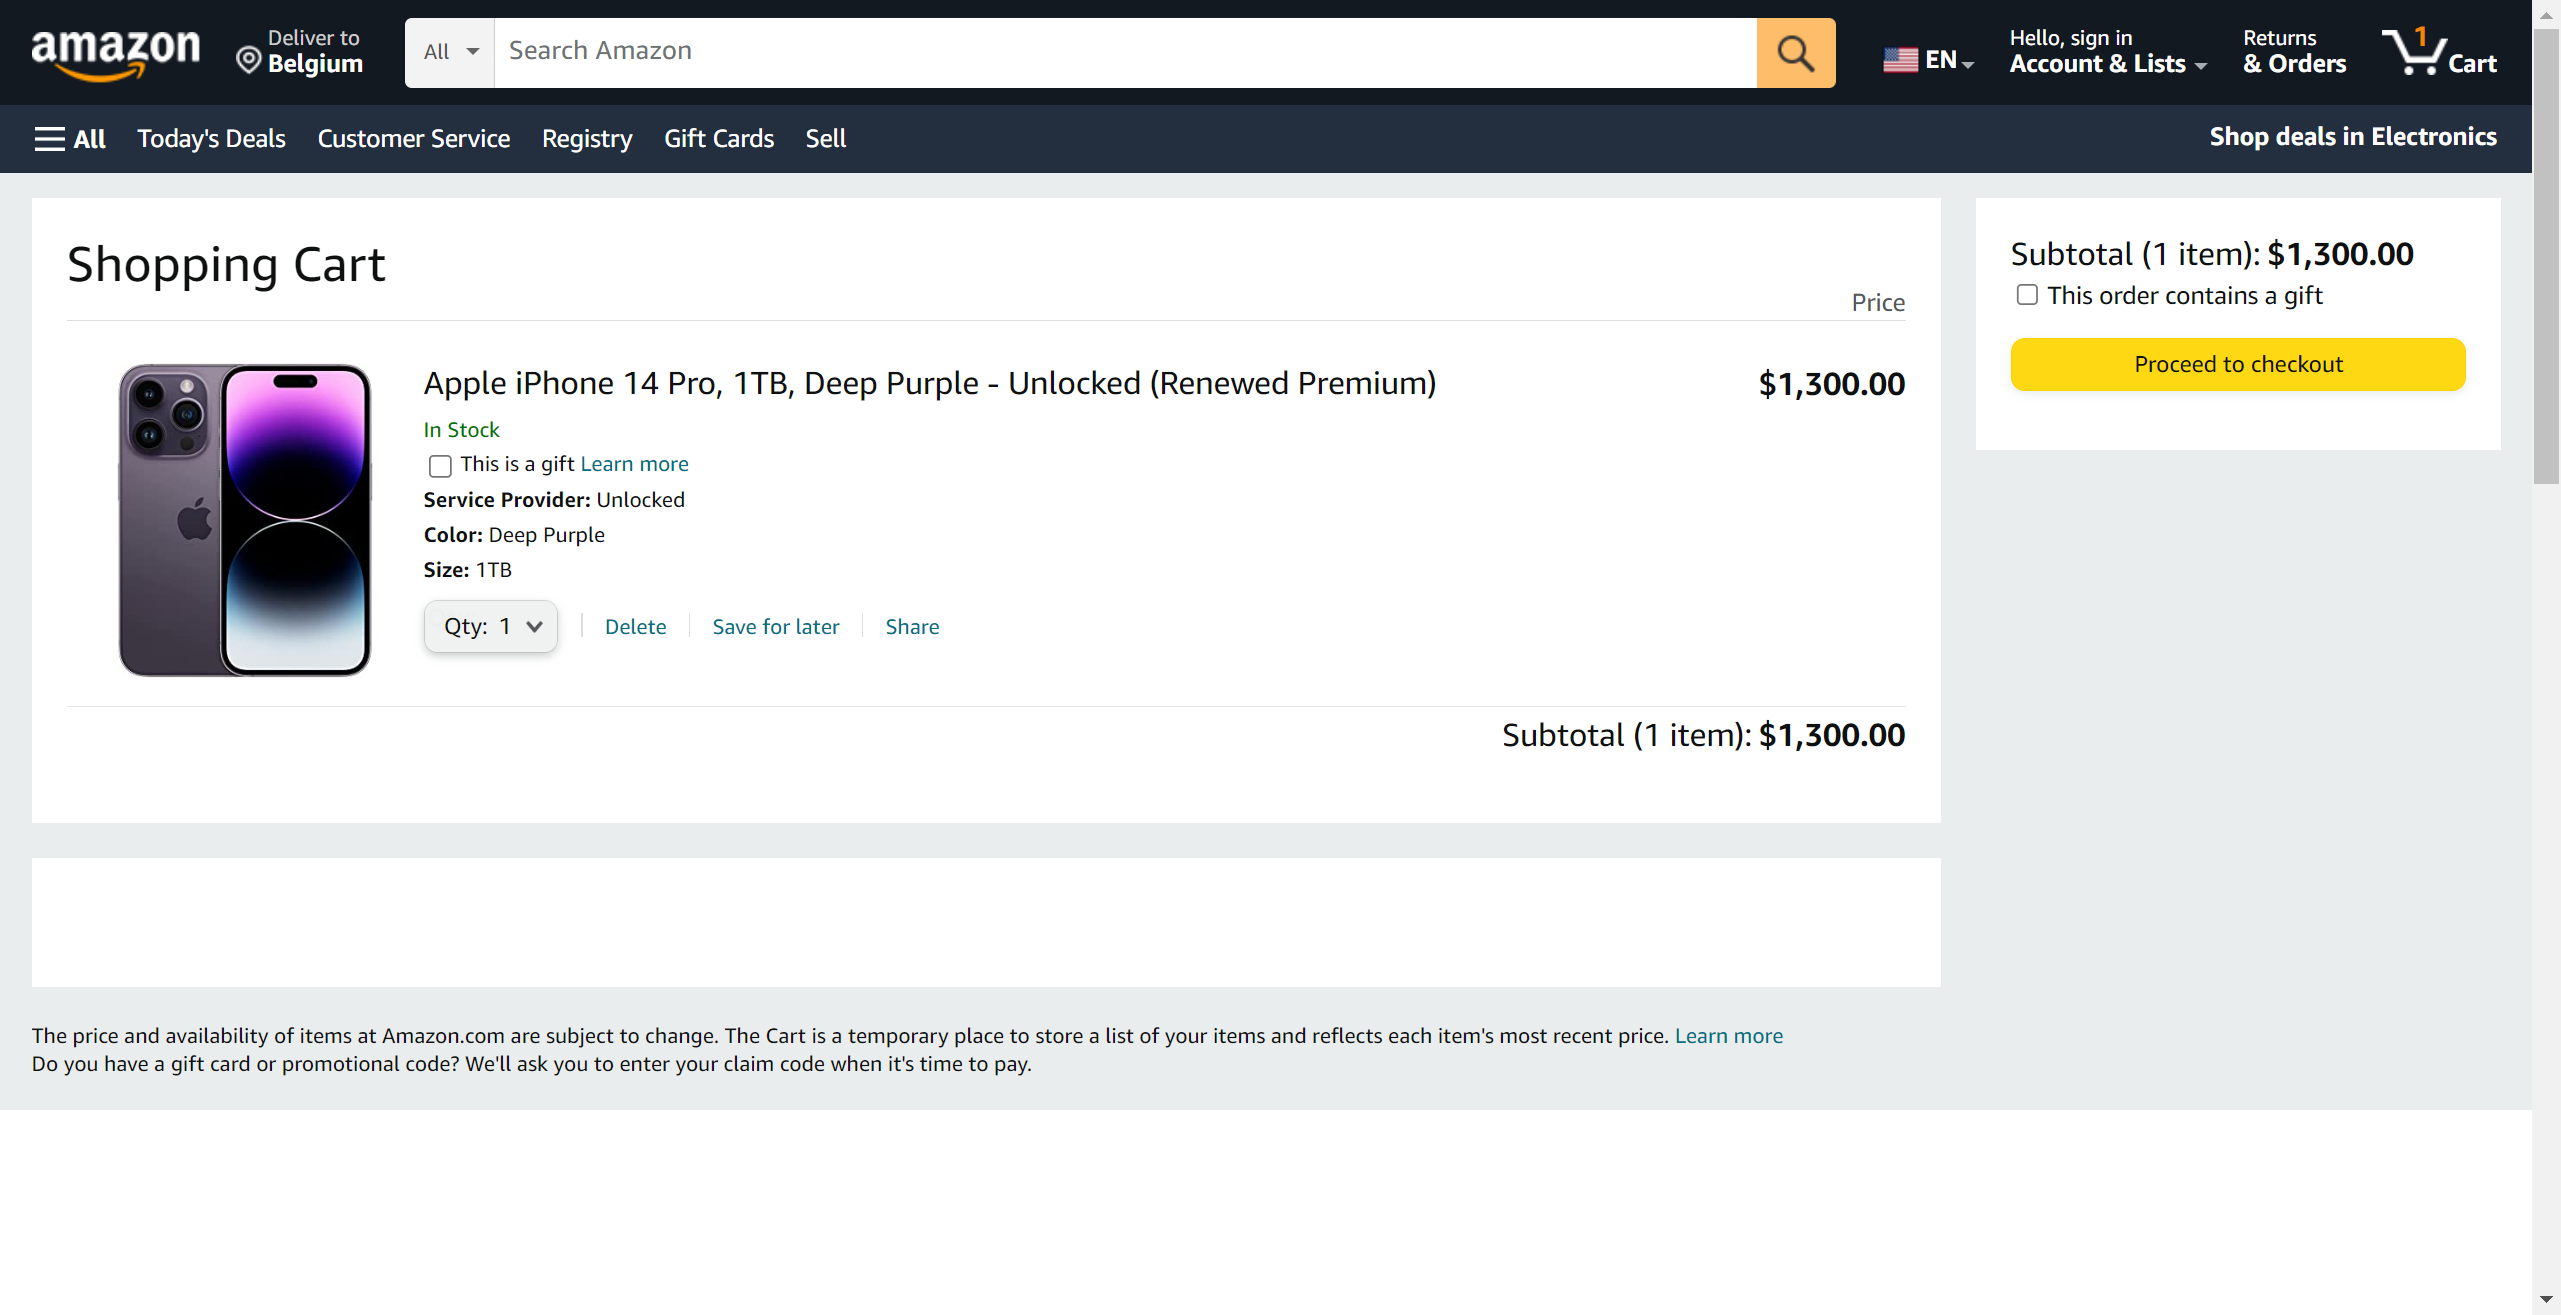 amazon
Deliver to
Belgium
All
Search Amazon
EN
Hello, sign in
Account & Lists
Returns
& Orders
1
Cart
All
Today's Deals
Customer Service
Registry
Gift Cards
Sell
Shop deals in Electronics
Shopping Cart
Price
Apple iPhone 14 Pro, 1TB, Deep Purple - Unlocked (Renewed Premium)
$1,300.00
In Stock
This is a gift Learn more
Service Provider: Unlocked
Color: Deep Purple
Size: 1TB
Qty: 1
Delete
Save for later
Share
Subtotal (1 item): $1,300.00
Subtotal (1 item): $1,300.00
This order contains a gift
Proceed to checkout
The price and availability of items at Amazon.com are subject to change. The Cart is a temporary place to store a list of your items and reflects each item's most recent price. Learn more
Do you have a gift card or promotional code? We'll ask you to enter your claim code when it's time to pay.